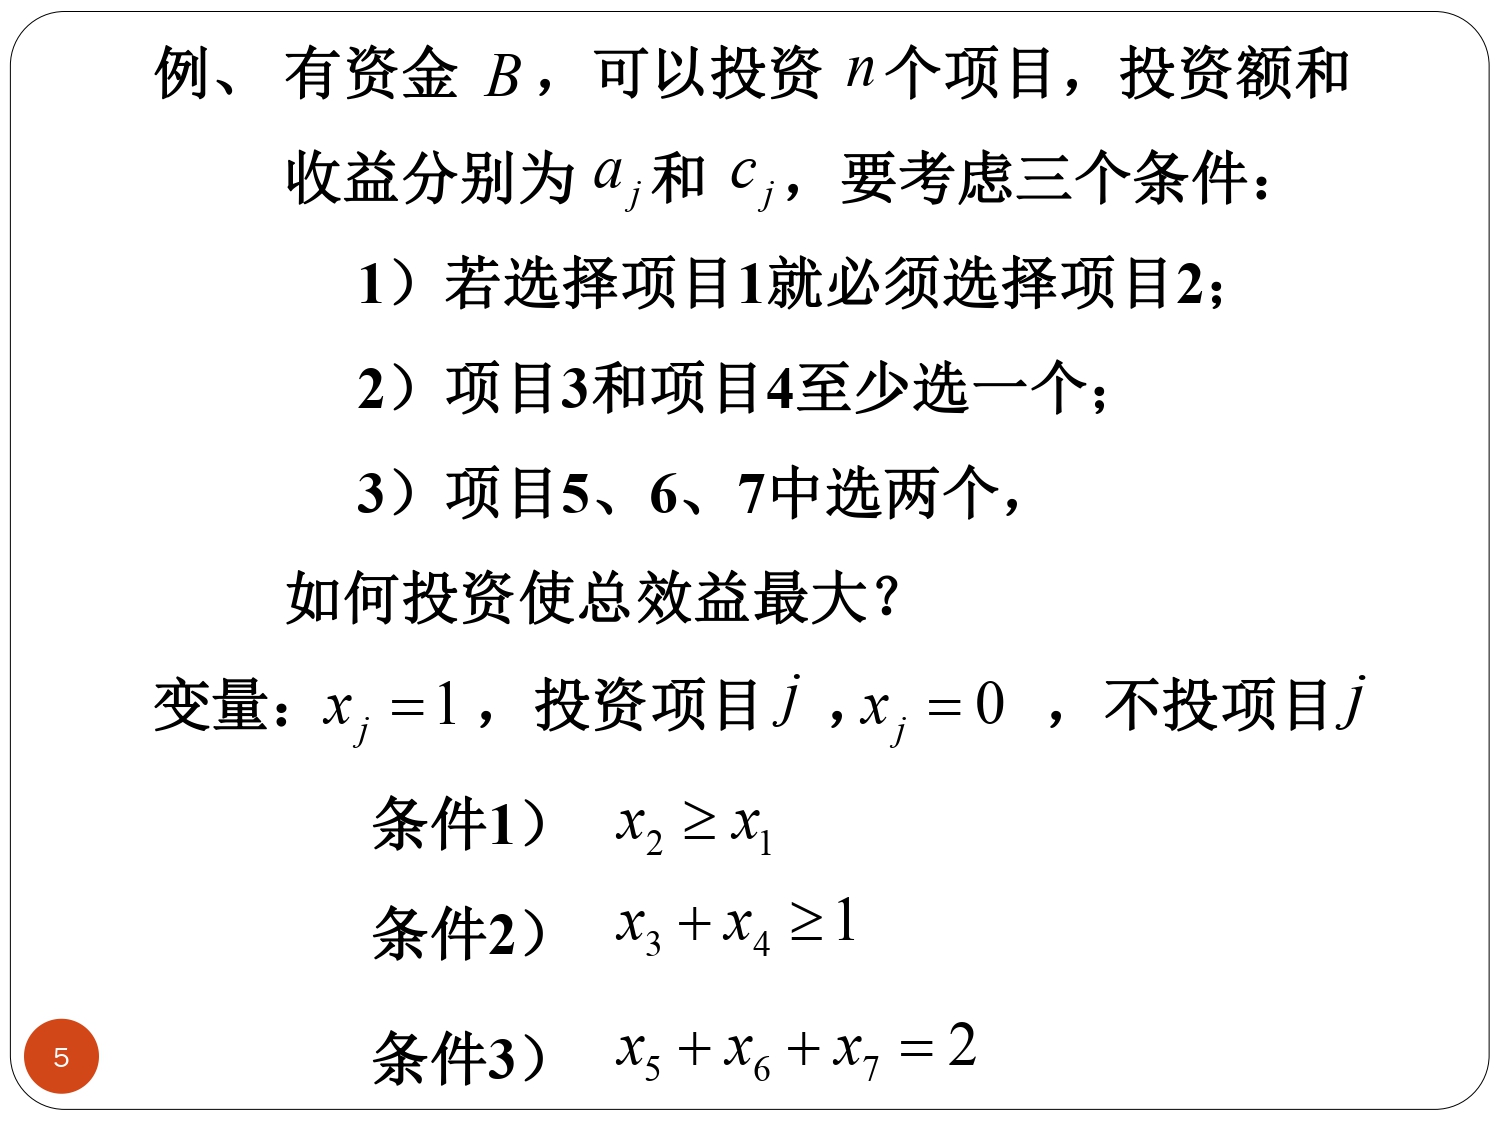 例、 有资金 B ，可以投资 n 个项目，投资额和
收益分别为 a_j 和 c_j ，要考虑三个条件：
1）若选择项目1就必须选择项目2；
2）项目3和项目4至少选一个；
3）项目5、6、7中选两个，
如何投资使总效益最大？
变量：x_j = 1 ，投资项目 j ，x_j = 0 ，不投项目 j
条件1） x_2 ≥ x_1
条件2） x_3 + x_4 ≥ 1
条件3） x_5 + x_6 + x_7 = 2
5